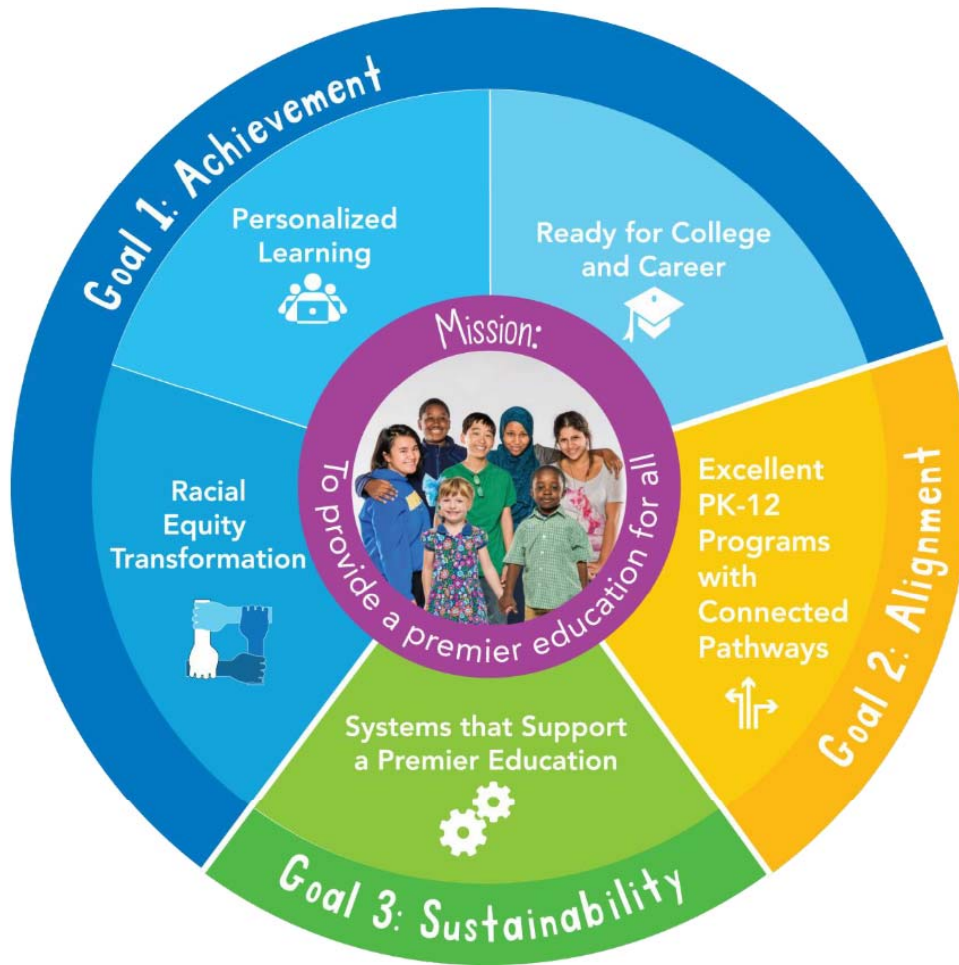 Goal 1: Achievement
Personalized
Learning
Ready for College
and Career
Racial
Equity
Transformation
Mission:
To provide a premier education for all
Excellent
PK-12
Programs
with
Connected
Pathways
Goal 2: Alignment
Systems that Support
a Premier Education
Goal 3: Sustainability